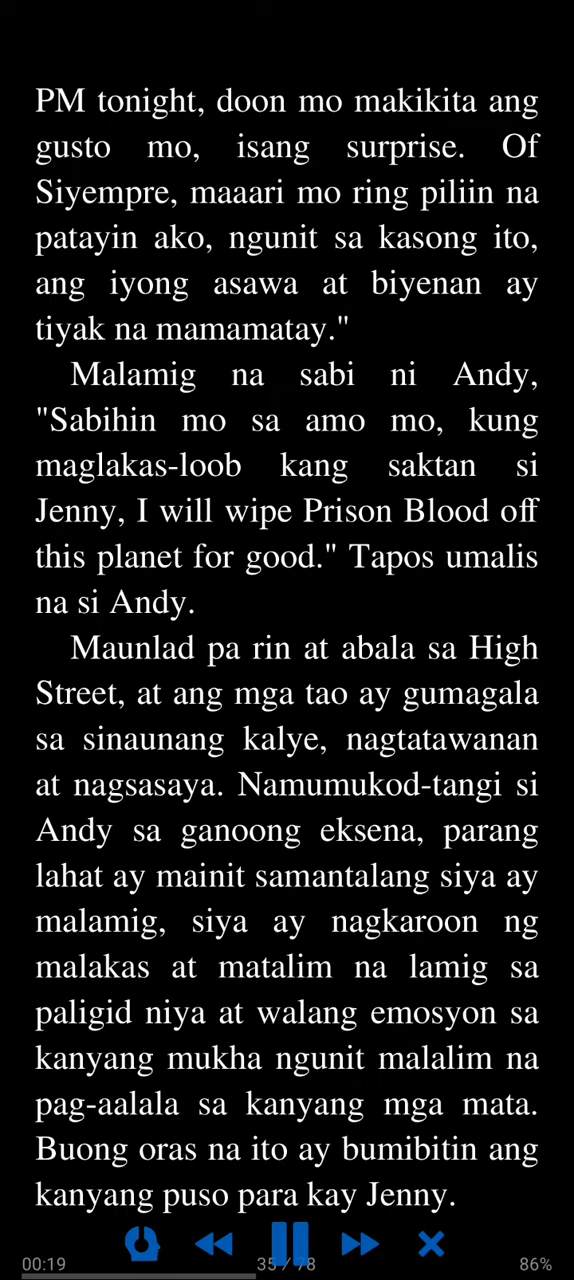 PM tonight, doon mo makikita ang
gusto mo, isang surprise. Of
Siyempre, maaari mo ring piliin na
patayin ako, ngunit sa kasong ito,
ang iyong asawa at biyenan ay
tiyak na mamamatay."
Malamig na sabi ni Andy,
"Sabihin mo sa amo mo, kung
maglakas-loob kang saktan si
Jenny, I will wipe Prison Blood off
this planet for good." Tapos umalis
na si Andy.
Maunlad pa rin at abala sa High
Street, at ang mga tao ay gumagala
sa sinaunang kalye, nagtatawanan
at nagsasaya. Namumukod-tangi si
Andy sa ganoong eksena, parang
lahat ay mainit samantalang siya ay
malamig, siya ay nagkaroon ng
malakas at matalim na lamig sa
paligid niya at walang emosyon sa
kanyang mukha ngunit malalim na
pag-aalala sa kanyang mga mata.
Buong oras na ito ay bumibitin ang
kanyang puso para kay Jenny.
00:19 35 / 78 86%